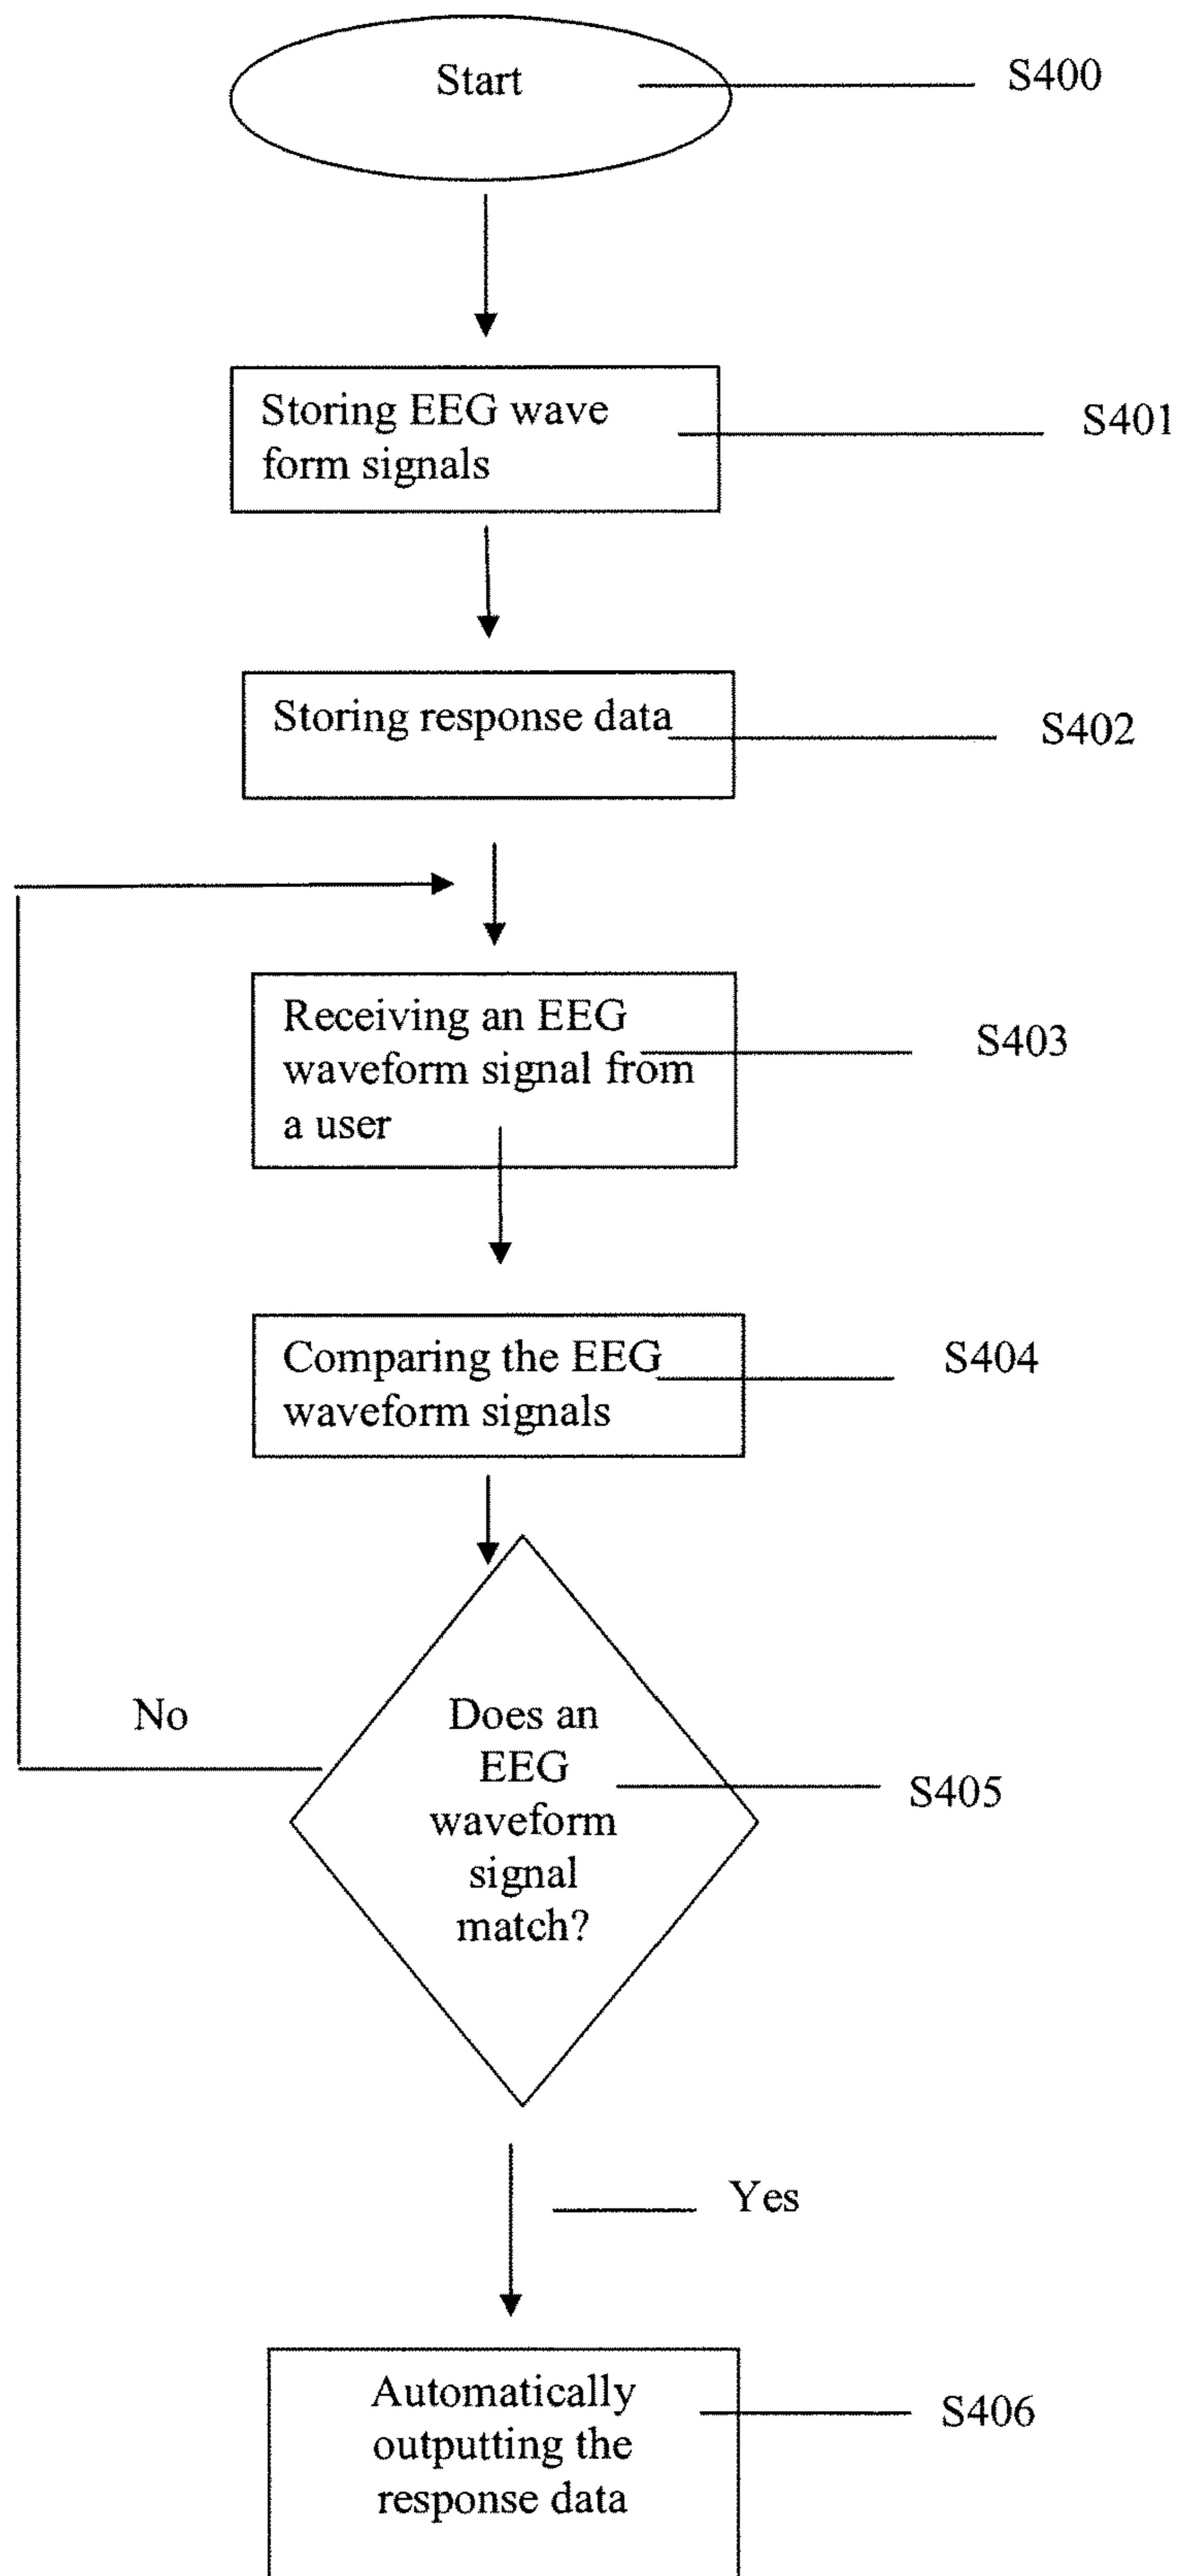 Start
S400
Storing EEG wave
form signals
S401
Storing response data
S402
Receiving an EEG
waveform signal from
a user
S403
Comparing the EEG
waveform signals
S404
No
Does an
EEG
waveform
signal
match?
S405
Yes
Automatically
outputting the
response data
S406